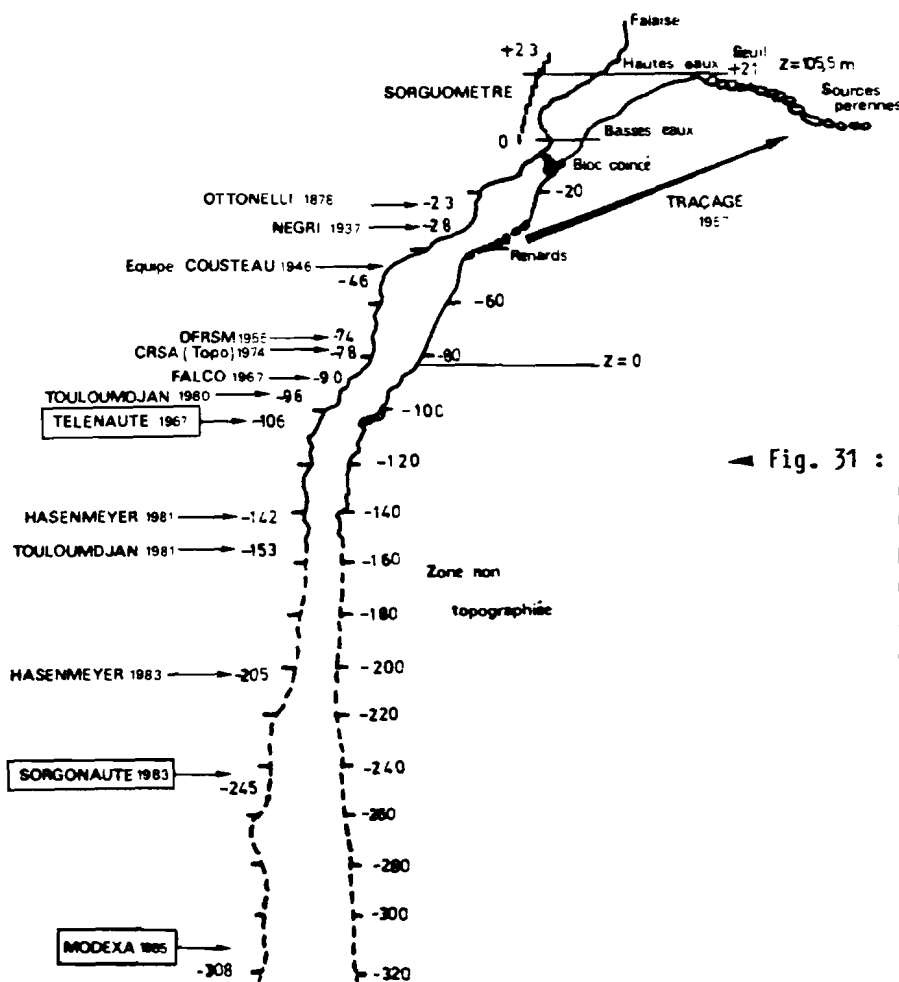 Falaise
+23
Hautes eaux
Seuil
+21
Z=105,5 m
SORGUOMETRE
Sources
perennes
0
Basses eaux
Bloc coincé
OTTONELLI 1878
-23
-20
TRAÇAGE
NEGRI 1937
-28
Renards
Equipe COUSTEAU 1946
-46
-60
OFRSM 1955
-74
CRSA (Topo) 1974
-78
-80
Z=0
FALCO 1967
-90
TOULOUMDJAN 1980
-96
-100
TELENAUTE 1967
-106
-120
Fig. 31 :
HASENMEYER 1981
-142
-140
TOULOUMDJAN 1981
-153
-160
Zone non
topographiée
-180
HASENMEYER 1983
-205
-200
-220
SORGONAUTE 1983
-245
-240
-260
-280
-300
MODEXA 1985
-308
-320